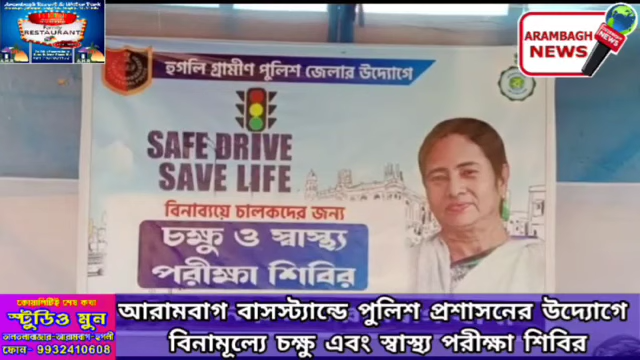 RESTAURANT
ARAMBAGH
NEWS
হুগলি গ্রামীণ পুলিশ জেলার উদ্যোগে
SAFE DRIVE
SAVE LIFE
বিনাব্যয়ে চালকদের জন্য
চক্ষু ও স্বাস্থ্য
পরীক্ষা শিবির
কোয়ালিটিই শেষ কথা
স্টুডিও মুন
ফোন- 9932410608
আরামবাগ বাসস্ট্যান্ডে পুলিশ প্রশাসনের উদ্যোগে
বিনামূল্যে চক্ষু এবং স্বাস্থ্য পরীক্ষা শিবির